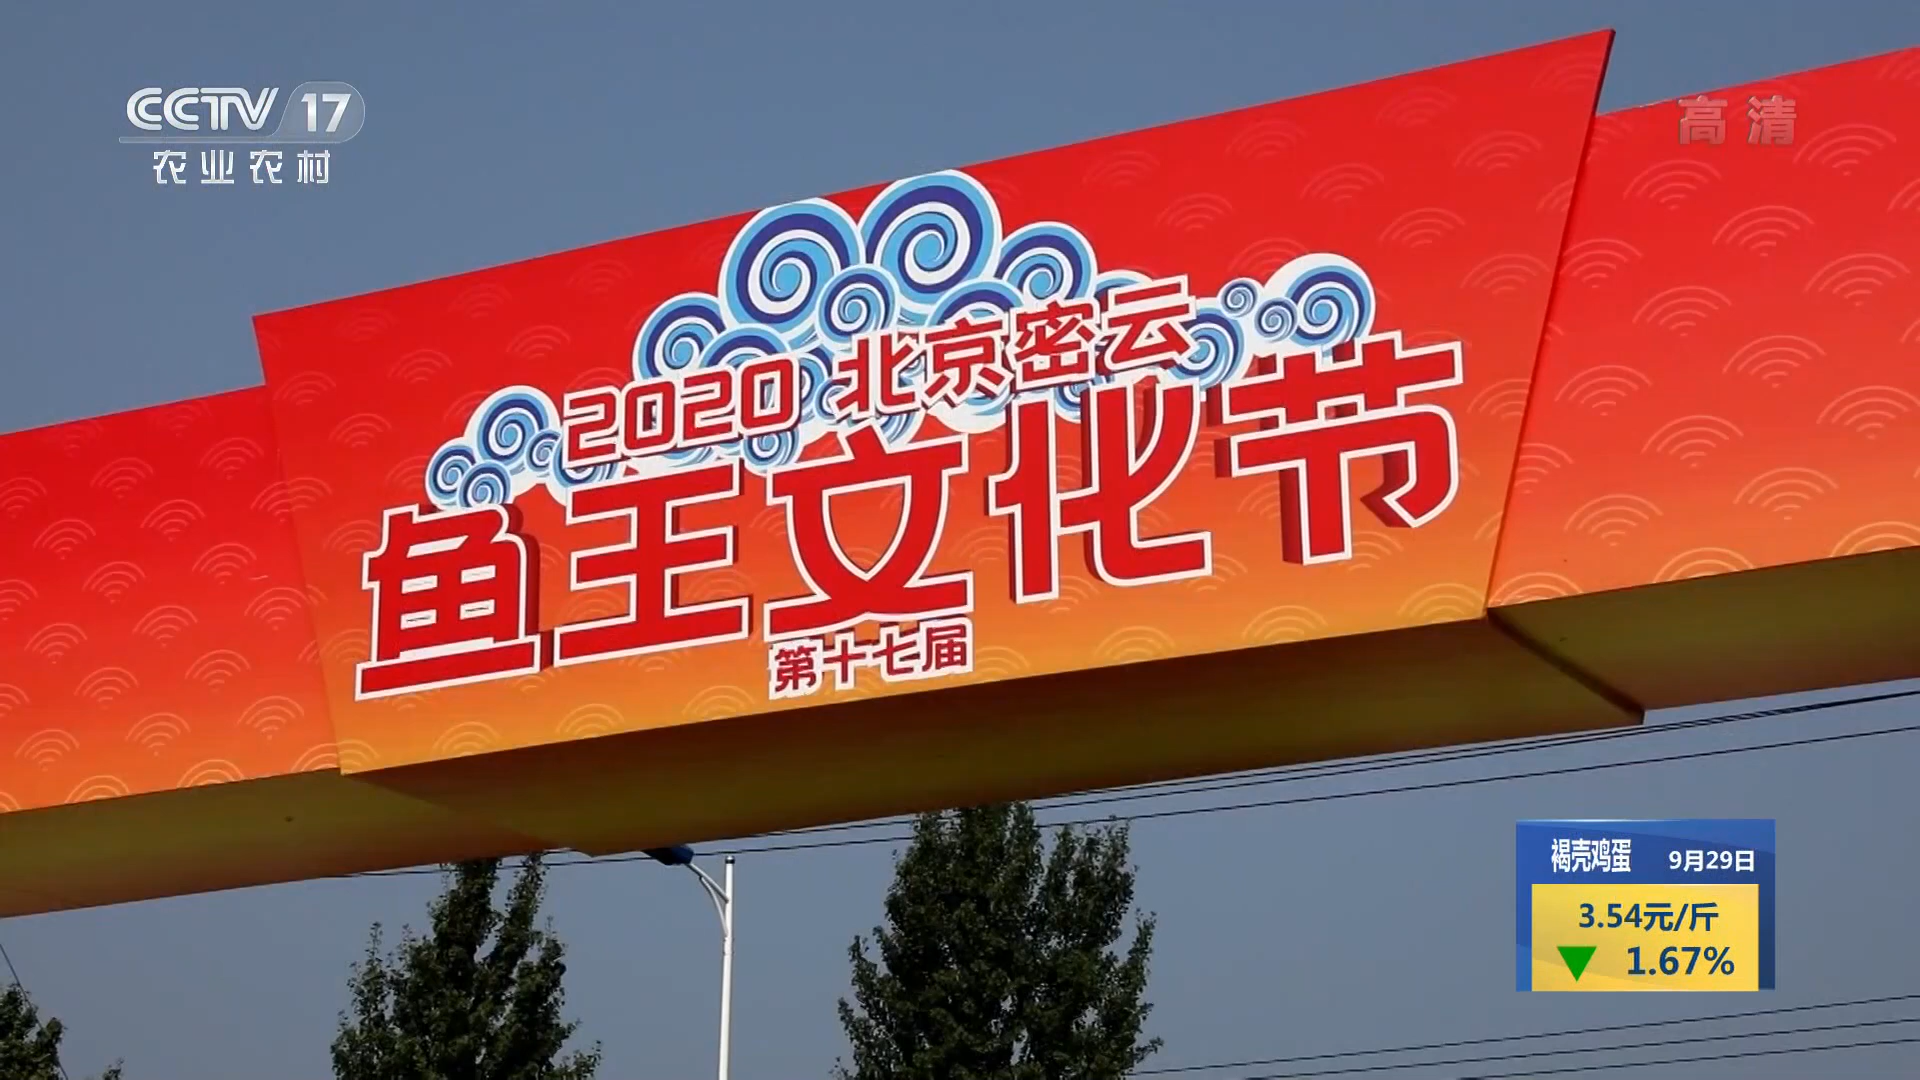 CCTV 17
农业农村
高清
2020 北京密云
鱼王文化节
第十七届
褐壳鸡蛋 9月29日
3.54元/斤
▼ 1.67%